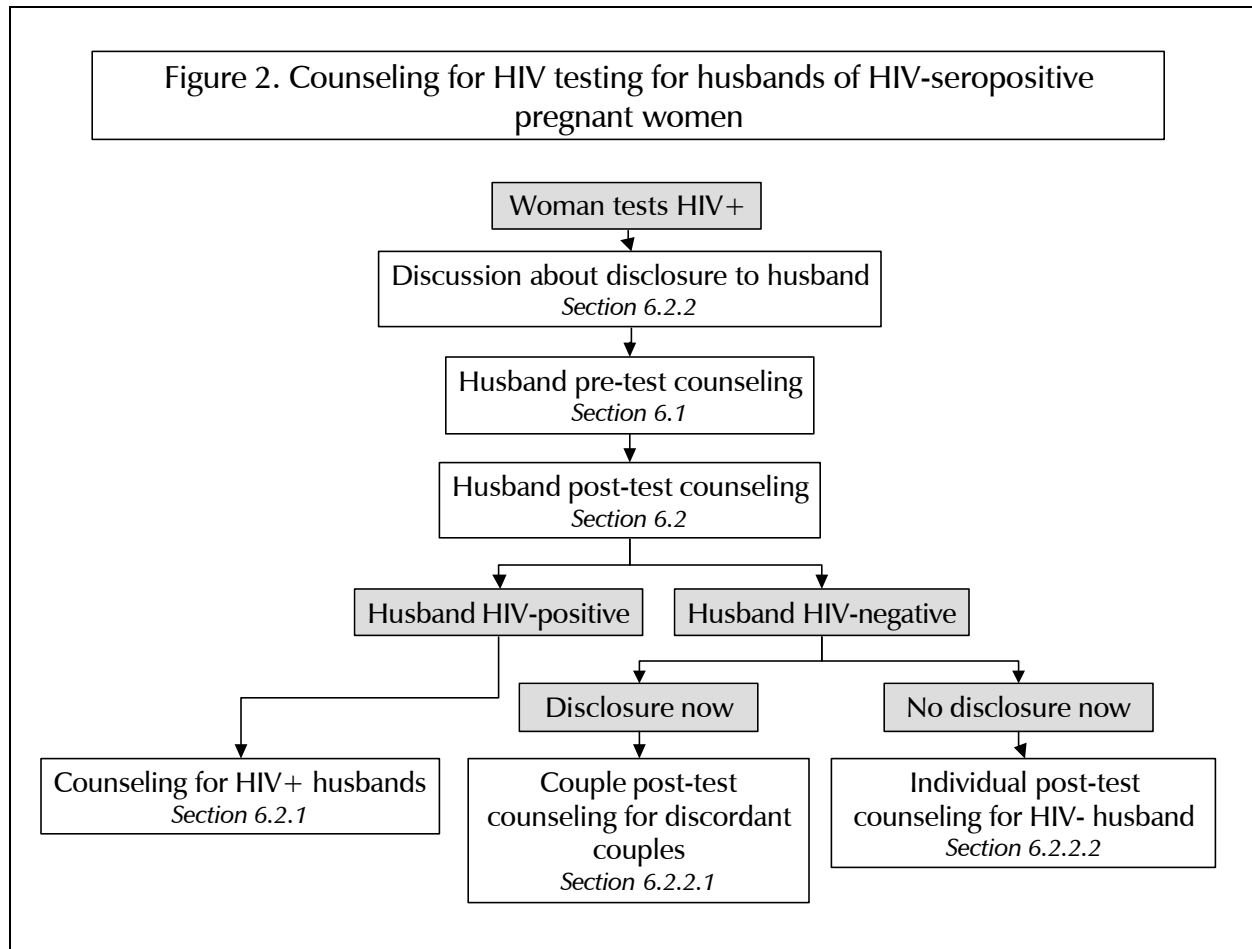 Figure 2. Counseling for HIV testing for husbands of HIV-seropositive
pregnant women
Woman tests HIV+
Discussion about disclosure to husband
Section 6.2.2
Husband pre-test counseling
Section 6.1
Husband post-test counseling
Section 6.2
Husband HIV-positive
Husband HIV-negative
Disclosure now
No disclosure now
Counseling for HIV+ husbands
Section 6.2.1
Couple post-test
counseling for discordant
couples
Section 6.2.2.1
Individual post-test
counseling for HIV- husband
Section 6.2.2.2